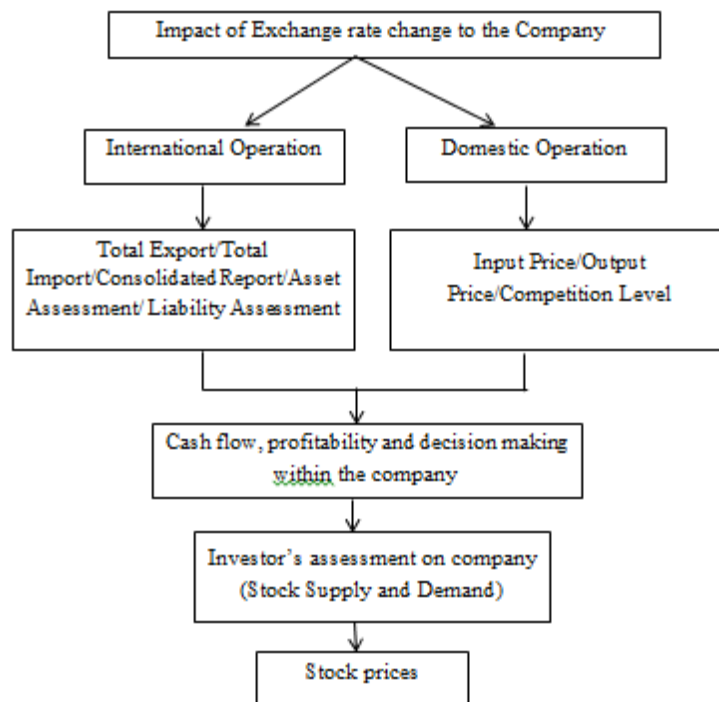 Impact of Exchange rate change to the Company
International Operation
Domestic Operation
Total Export/Total
Import/Consolidated Report/Asset
Assessment/ Liability Assessment
Input Price/Output
Price/Competition Level
Cash flow, profitability and decision making
within the company
Investor's assessment on company
(Stock Supply and Demand)
Stock prices